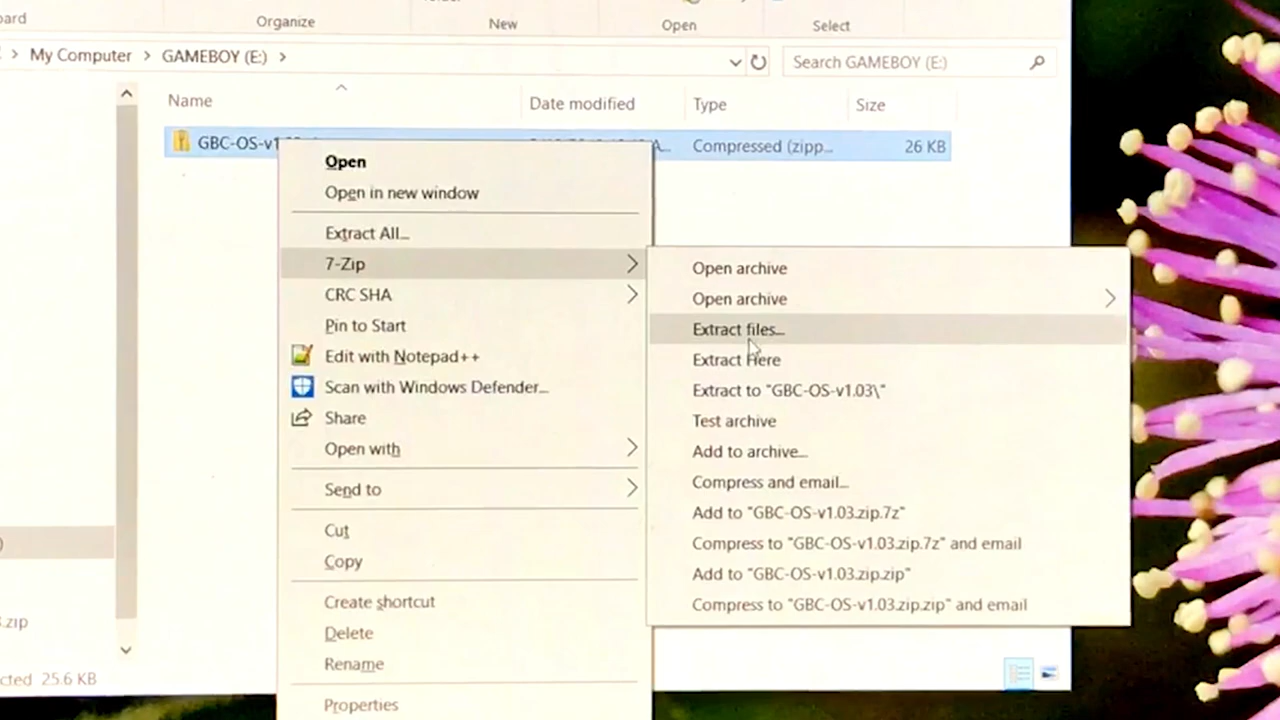 Organize
New
Open
Select
My Computer
GAMEBOY (E:)
Search GAMEBOY (E:)
Name
Date modified
Type
Size
GBC-OS-v1
Compressed (zipp...
26 KB
Open
Open in new window
Extract All...
7-Zip
CRC SHA
Pin to Start
Edit with Notepad++
Scan with Windows Defender...
Share
Open with
Send to
Cut
Copy
Create shortcut
Delete
Rename
Properties
Open archive
Open archive
Extract files...
Extract Here
Extract to "GBC-OS-v1.03\"
Test archive
Add to archive...
Compress and email...
Add to "GBC-OS-v1.03.zip.7z"
Compress to "GBC-OS-v1.03.zip.7z" and email
Add to "GBC-OS-v1.03.zip.zip"
Compress to "GBC-OS-v1.03.zip.zip" and email
.zip
cted 25.6 KB